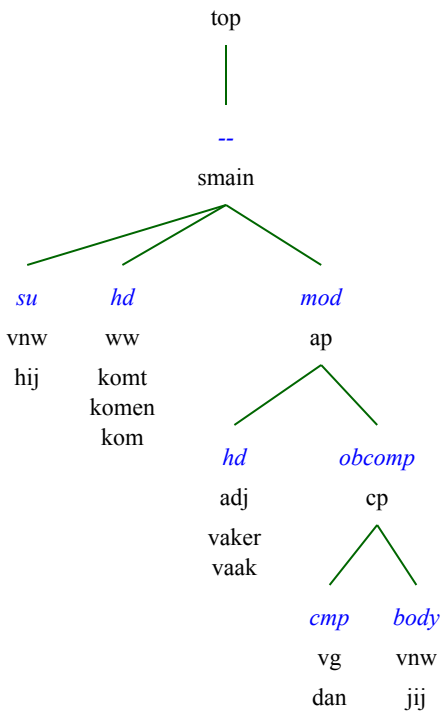 top
--
smain
su hd mod
vnw ww ap
hij komt
komen
kom
hd obcomp
adj cp
vaker
vaak
cmp body
vg vnw
dan jij